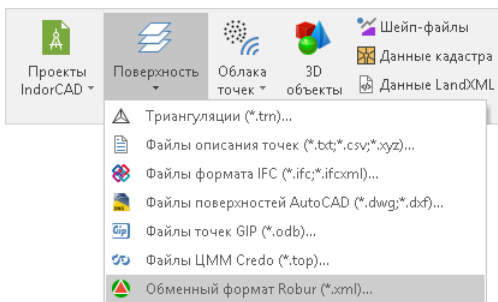 Проекты
IndorCAD
Поверхность
Облака
точек
3D
объекты
Шейп-файлы
Данные кадастра
Данные LandXML
Триангуляции (*.trn)...
Файлы описания точек (*.txt;*.csv;*.xyz)...
Файлы формата IFC (*.ifc;*.ifcxml)...
Файлы поверхностей AutoCAD (*.dwg;*.dxf)...
Gip Файлы точек GIP (*.odb)...
Файлы ЦММ Credo (*.top)...
Обменный формат Robur (*.xml)...